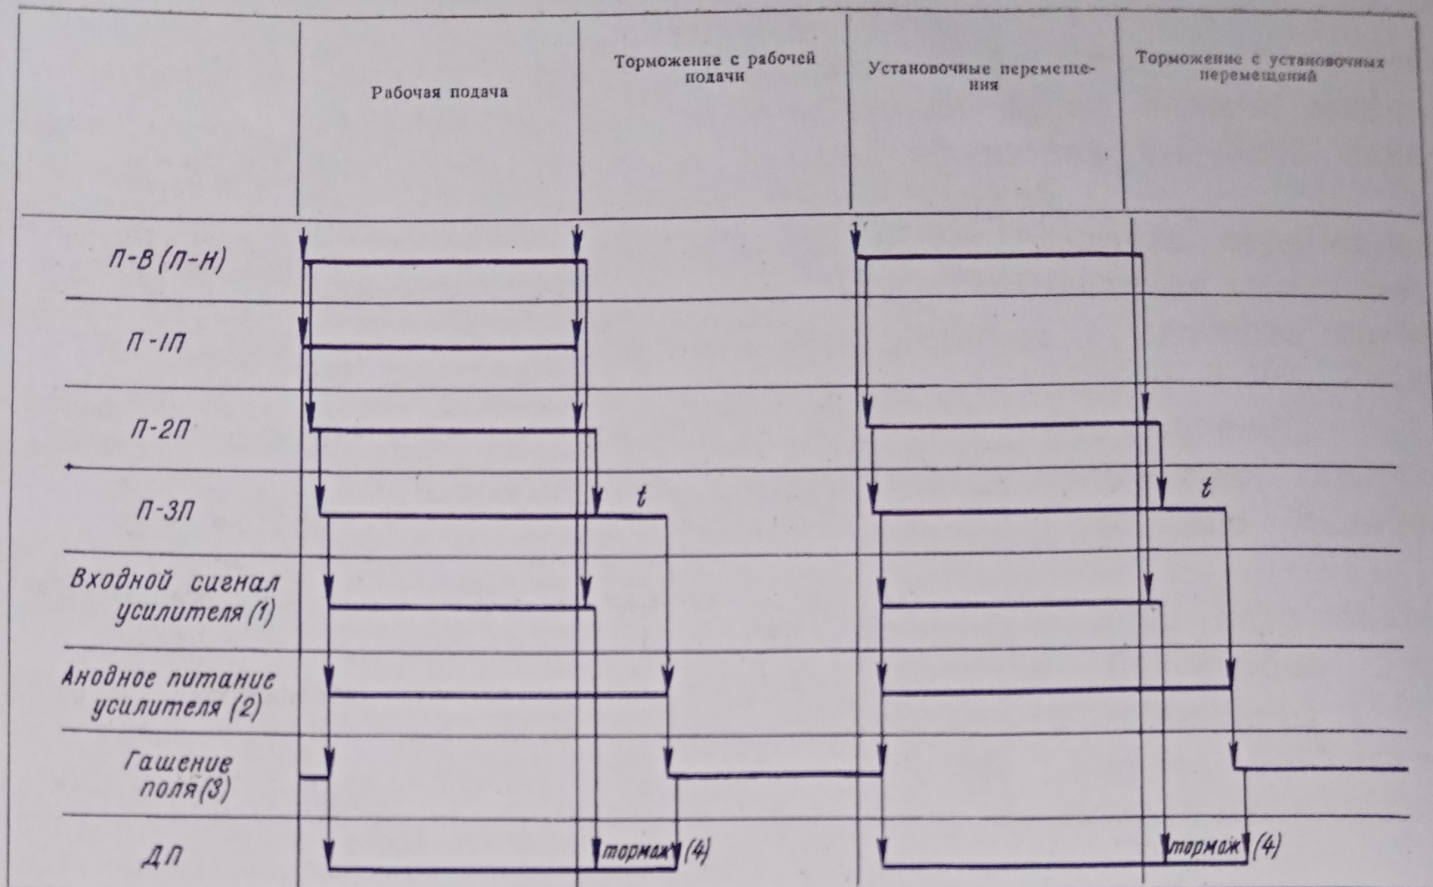 Рабочая подача
Торможение с рабочей
подачи
Установочные перемеще-
ния
Торможение с установочных
перемещений
П-В (П-Н)
П-1П
П-2П
П-3П
t
t
Входной сигнал
усилителя (1)
Анодное питание
усилителя (2)
Гашение
поля (3)
ДП
тормож (4)
тормож (4)